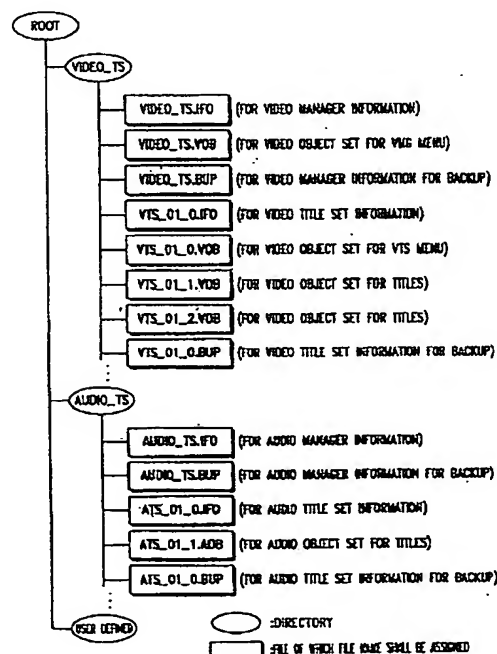 ROOT
VIDEO_TS
VIDEO_TS.IFO (FOR VIDEO MANAGER INFORMATION)
VIDEO_TS.VOB (FOR VIDEO OBJECT SET FOR VMG MENU)
VIDEO_TS.BUP (FOR VIDEO MANAGER INFORMATION FOR BACKUP)
VTS_01_0.IFO (FOR VIDEO TITLE SET INFORMATION)
VTS_01_0.VOB (FOR VIDEO OBJECT SET FOR VTS MENU)
VTS_01_1.VOB (FOR VIDEO OBJECT SET FOR TITLES)
VTS_01_2.VOB (FOR VIDEO OBJECT SET FOR TITLES)
VTS_01_0.BUP (FOR VIDEO TITLE SET INFORMATION FOR BACKUP)
AUDIO_TS
AUDIO_TS.IFO (FOR AUDIO MANAGER INFORMATION)
AUDIO_TS.BUP (FOR AUDIO MANAGER INFORMATION FOR BACKUP)
ATS_01_0.IFO (FOR AUDIO TITLE SET INFORMATION)
ATS_01_1.AOB (FOR AUDIO OBJECT SET FOR TITLES)
ATS_01_0.BUP (FOR AUDIO TITLE SET INFORMATION FOR BACKUP)
USER DEFINED
:DIRECTORY
:FILE OF WHICH FILE NAME SHALL BE ASSIGNED